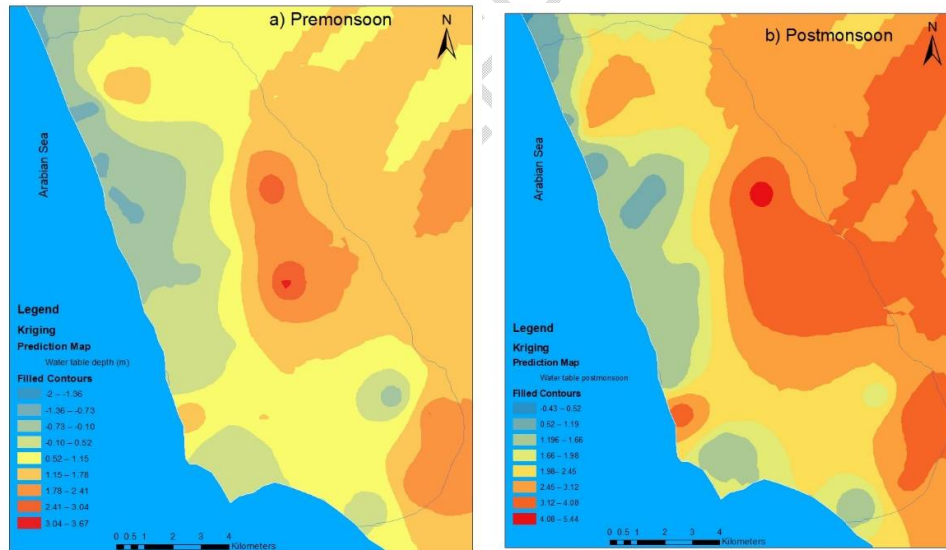 a) Premonsoon
N
Arabian Sea
Legend
Kriging
Prediction Map
Water table depth (m)
Filled Contours
-2 – -1.36
-1.36 – -0.73
-0.73 – -0.10
-0.10 – 0.52
0.52 – 1.15
1.15 – 1.78
1.78 – 2.41
2.41 – 3.04
3.04 – 3.67
0 0.5 1 2 3 4
Kilometers
b) Postmonsoon
N
Arabian Sea
Legend
Kriging
Prediction Map
Water table postmonsoon
Filled Contours
-0.43 – 0.52
0.52 – 1.19
1.196 – 1.66
1.66 – 1.98
1.98– 2.45
2.45 – 3.12
3.12 – 4.08
4.08 – 5.44
0 0.5 1 2 3 4
Kilometers